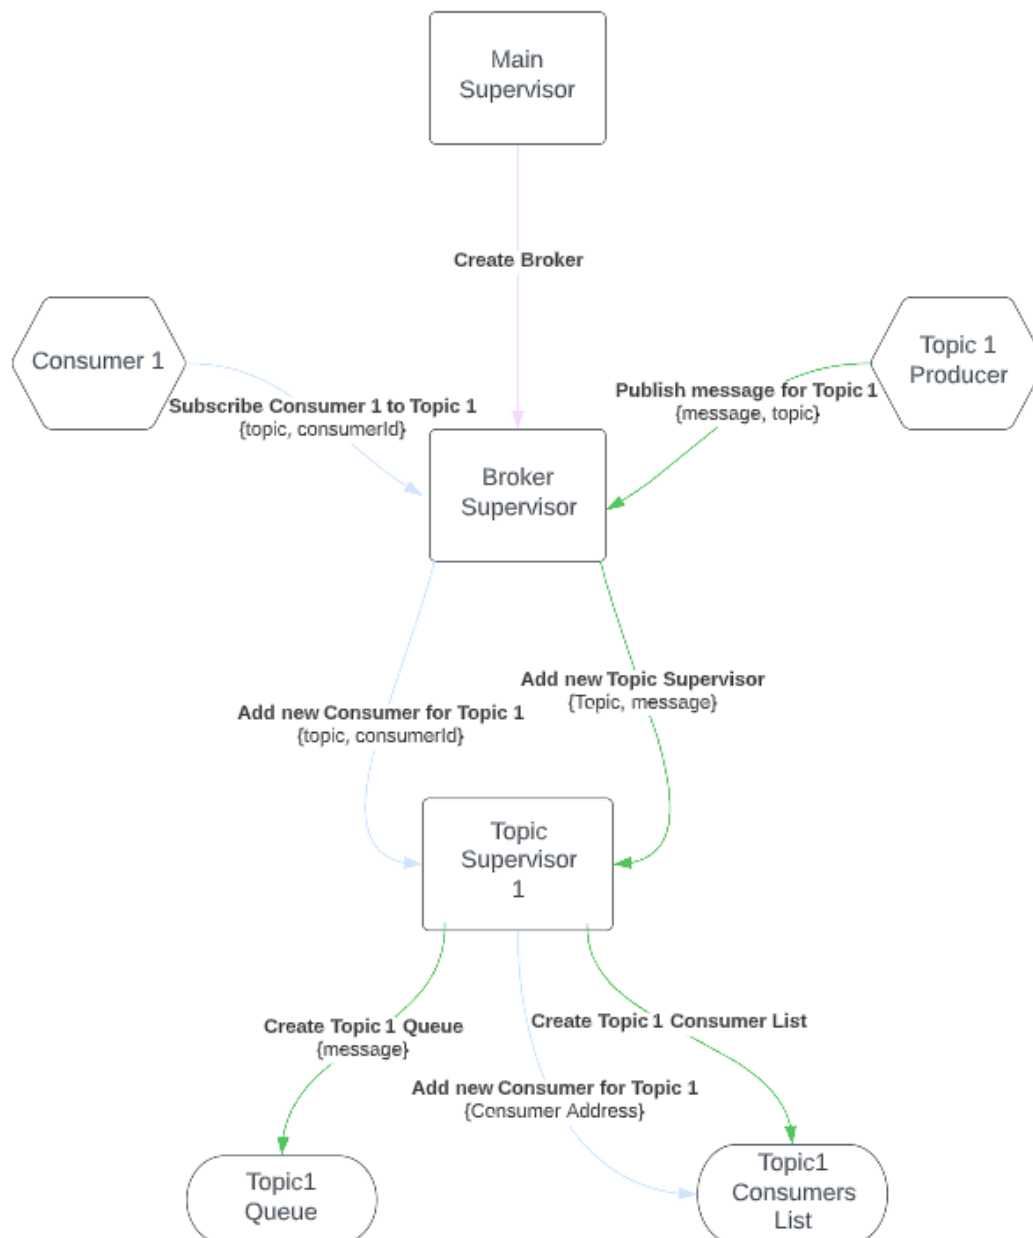 Main
Supervisor
Create Broker
Consumer 1
Topic 1
Producer
Subscribe Consumer 1 to Topic 1
{topic, consumerId}
Publish message for Topic 1
{message, topic}
Broker
Supervisor
Add new Consumer for Topic 1
{topic, consumerId}
Add new Topic Supervisor
{Topic, message}
Topic
Supervisor
1
Create Topic 1 Queue
{message}
Create Topic 1 Consumer List
Add new Consumer for Topic 1
{Consumer Address}
Topic1
Queue
Topic1
Consumers
List